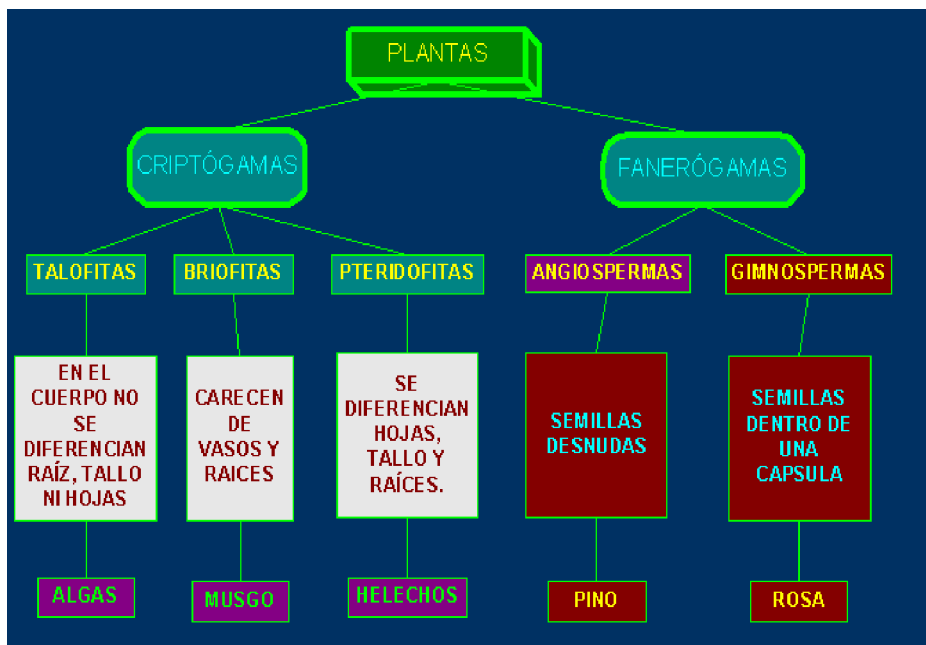 PLANTAS
CRIPTÓGAMAS
FANERÓGAMAS
TALOFITAS
BRIOFITAS
PTERIDOFITAS
ANGIOSPERMAS
GIMNOSPERMAS
EN EL
CUERPO NO
SE
DIFERENCIAN
RAÍZ, TALLO
NI HOJAS
CARECEN
DE
VASOS Y
RAICES
SE
DIFERENCIAN
HOJAS,
TALLO Y
RAÍCES.
SEMILLAS
DESNUDAS
SEMILLAS
DENTRO DE
UNA
CAPSULA
ALGAS
MUSGO
HELECHOS
PINO
ROSA